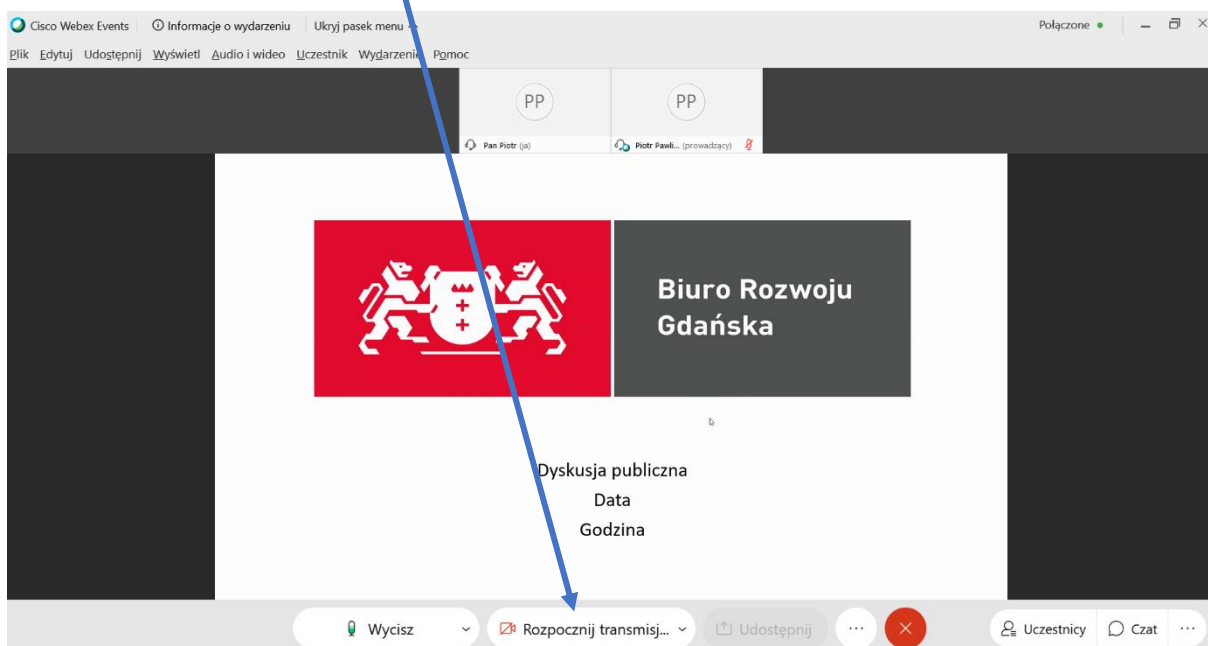 Cisco Webex Events Informacje o wydarzeniu Ukryj pasek menu Połączone
Plik Edytuj Udostępnij Wyświetl Audio i wideo Uczestnik Wydarzenie Pomoc
PP PP
Pan Piotr (ja) Piotr Pawli... (prowadzący)
Biuro Rozwoju
Gdańska
Dyskusja publiczna
Data
Godzina
Wycisz Rozpocznij transmisj... Udostępnij ... Uczestnicy Czat ...